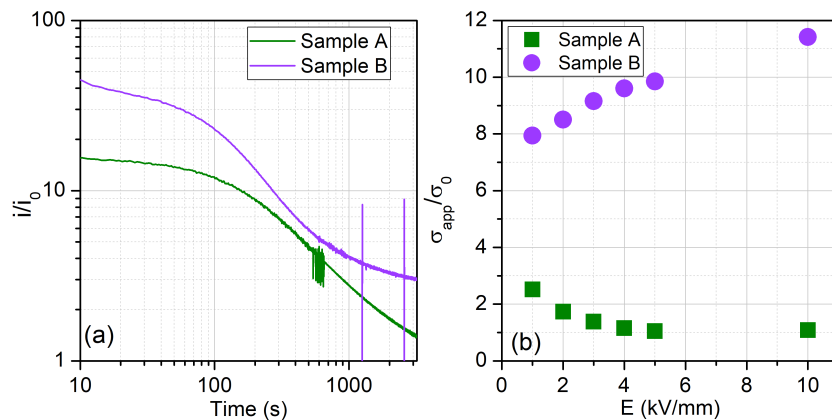 100
10
1
i/i₀
Sample A
Sample B
(a)
10 100 1000
Time (s)
12
10
8
6
4
2
0
σapp/σ₀
Sample A
Sample B
(b)
0 2 4 6 8 10
E (kV/mm)